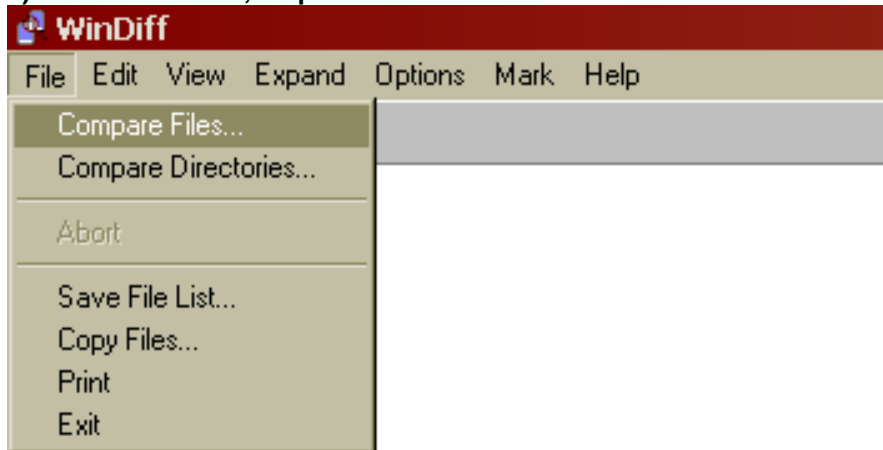 WinDiff
File Edit View Expand Options Mark Help
Compare Files...
Compare Directories...
Abort
Save File List...
Copy Files...
Print
Exit